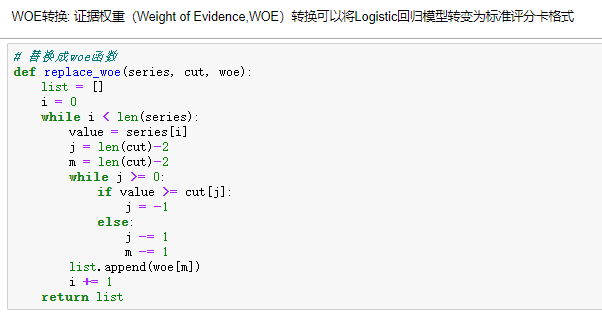 WOE转换: 证据权重（Weight of Evidence,WOE）转换可以将Logistic回归模型转变为标准评分卡格式
# 替换成woe函数
def replace_woe(series, cut, woe):
    list = []
    i = 0
    while i < len(series):
        value = series[i]
        j = len(cut)-2
        m = len(cut)-2
        while j >= 0:
            if value >= cut[j]:
                j = -1
            else:
                j -= 1
                m -= 1
        list.append(woe[m])
        i += 1
    return list